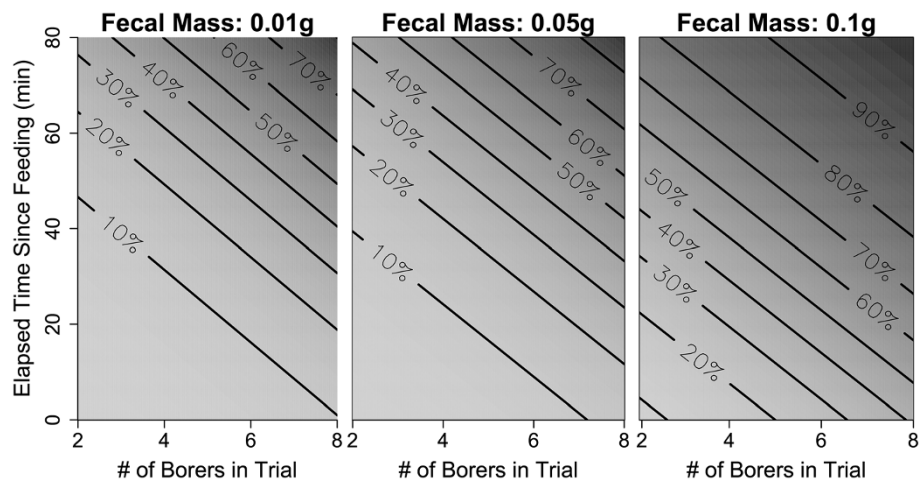 Fecal Mass: 0.01g
Fecal Mass: 0.05g
Fecal Mass: 0.1g
Elapsed Time Since Feeding (min)
80
60
40
20
0
10%
20%
30%
40%
50%
60%
70%
10%
20%
30%
40%
50%
60%
70%
20%
30%
40%
50%
60%
70%
80%
90%
2 4 6 8
2 4 6 8
2 4 6 8
# of Borers in Trial
# of Borers in Trial
# of Borers in Trial